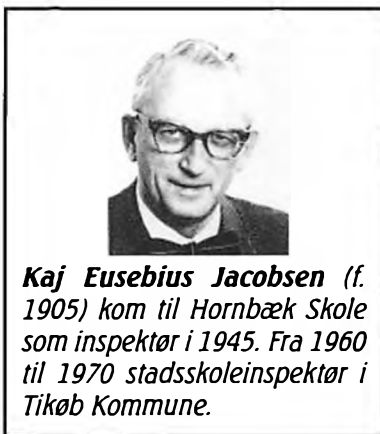 Kaj Eusebius Jacobsen (f.
1905) kom til Hornbæk Skole
som inspektør i 1945. Fra 1960
til 1970 stadsskoleinspektør i
Tikøb Kommune.